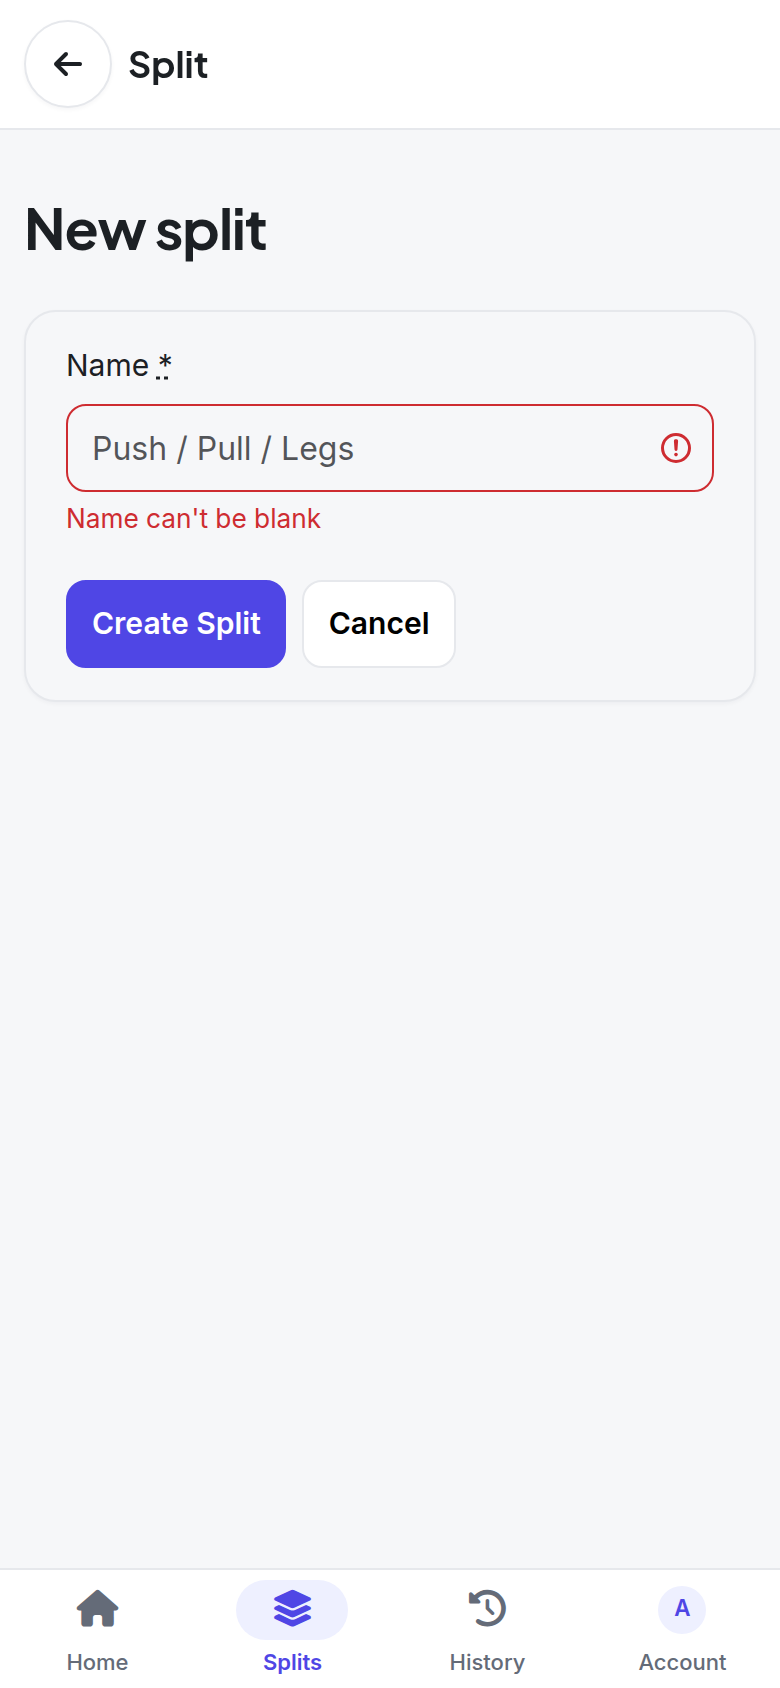 Split
New split
Name *
Push / Pull / Legs
Name can't be blank
Create Split
Cancel
Home
Splits
History
A
Account